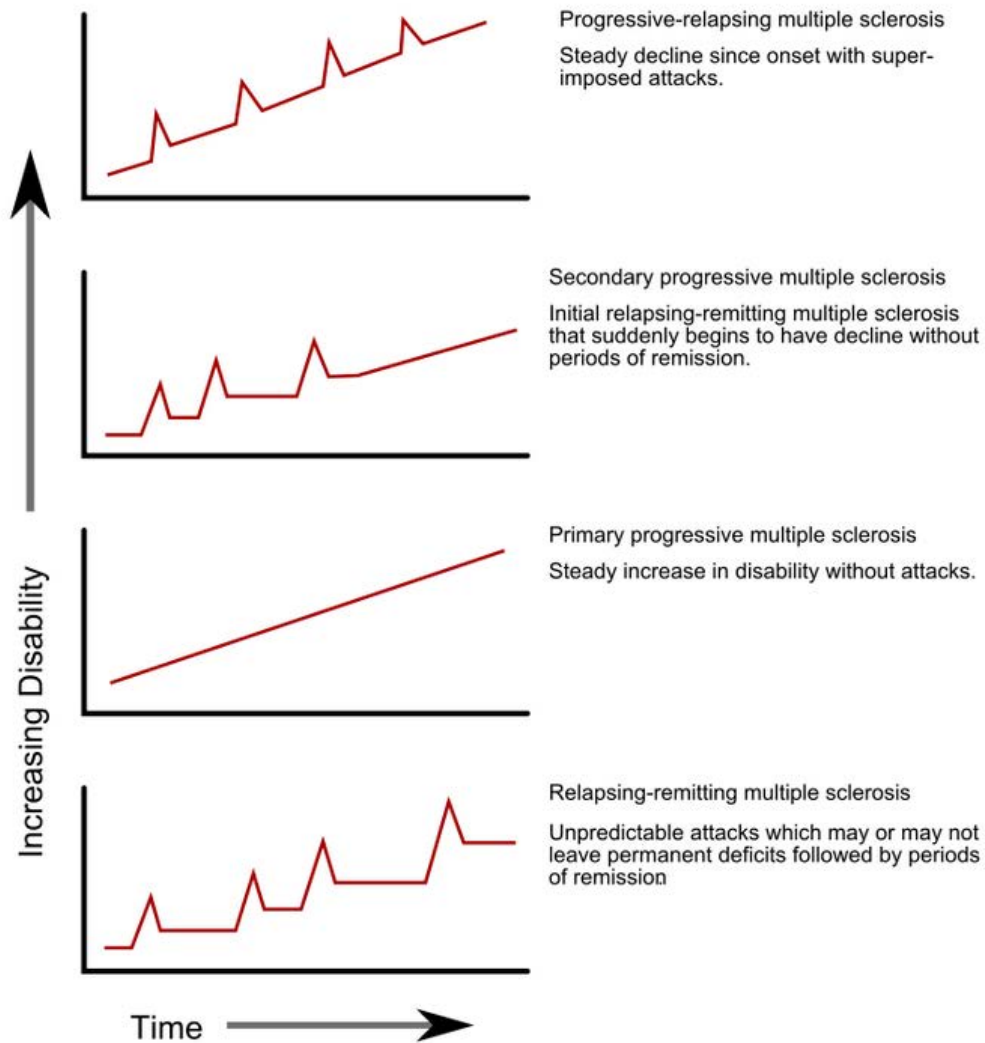 Progressive-relapsing multiple sclerosis
Steady decline since onset with super-
imposed attacks.
Secondary progressive multiple sclerosis
Initial relapsing-remitting multiple sclerosis
that suddenly begins to have decline without
periods of remission.
Primary progressive multiple sclerosis
Steady increase in disability without attacks.
Relapsing-remitting multiple sclerosis
Unpredictable attacks which may or may not
leave permanent deficits followed by periods
of remission
Increasing Disability
Time